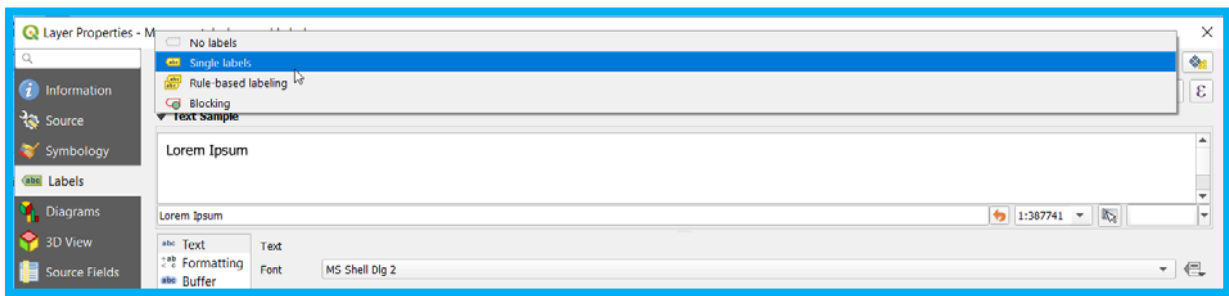 Layer Properties - M
No labels
Single labels
Rule-based labeling
Blocking
Information
Source
Symbology
Labels
Diagrams
3D View
Source Fields
Text Sample
Lorem Ipsum
Lorem Ipsum
1:387741
Text
Formatting
Buffer
Text
Font
MS Shell Dlg 2